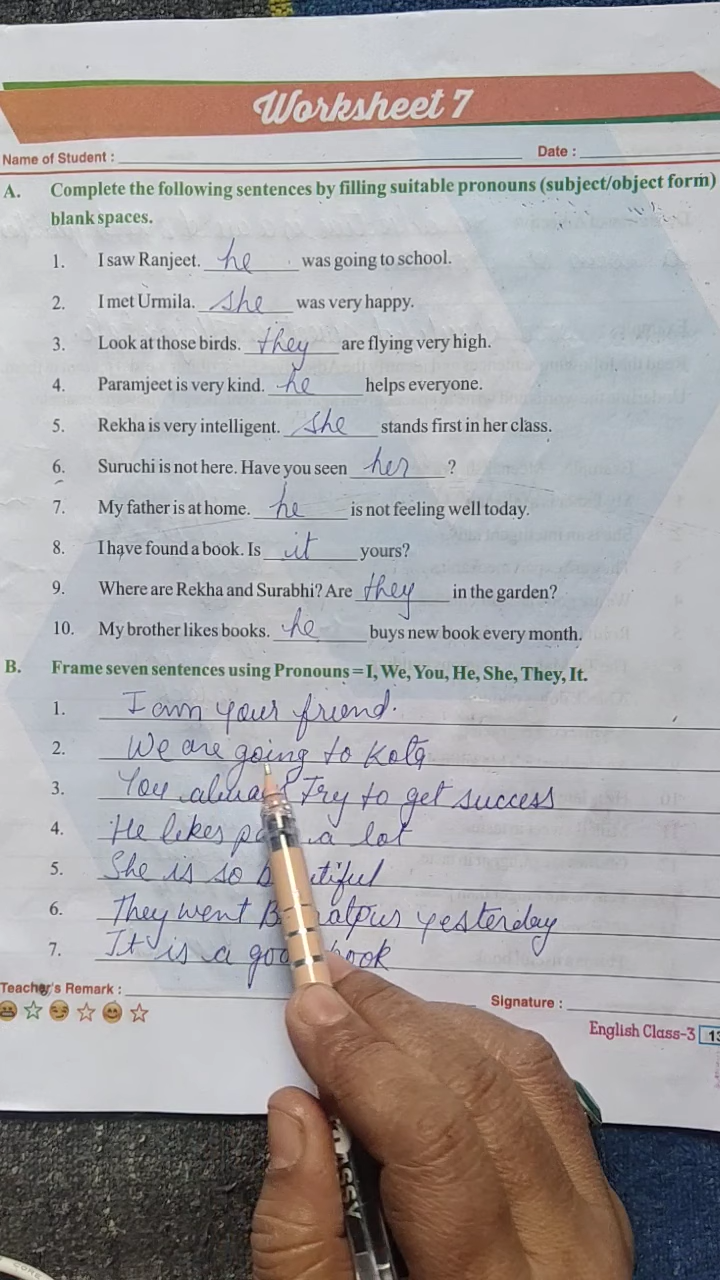 Worksheet 7
Name of Student : Date :
A. Complete the following sentences by filling suitable pronouns (subject/object form)
blank spaces.
1. I saw Ranjeet. he was going to school.
2. I met Urmila. she was very happy.
3. Look at those birds. they are flying very high.
4. Paramjeet is very kind. he helps everyone.
5. Rekha is very intelligent. she stands first in her class.
6. Suruchi is not here. Have you seen her ?
7. My father is at home. he is not feeling well today.
8. I have found a book. Is it yours?
9. Where are Rekha and Surabhi? Are they in the garden?
10. My brother likes books. he buys new book every month.
B. Frame seven sentences using Pronouns = I, We, You, He, She, They, It.
1. I am your friend.
2. We are going to Kota
3. You Try to get success
4. He likes a lot
5. She is so
6. They went yesterday
7. It is a
Teacher's Remark :
Signature :
English Class-3